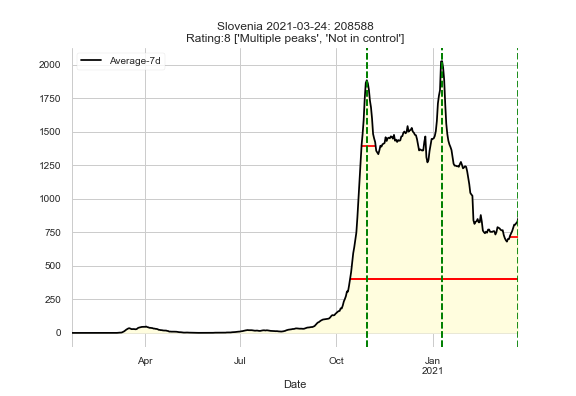 Slovenia 2021-03-24: 208588
Rating:8 ['Multiple peaks', 'Not in control']
Average-7d
2000
1750
1500
1250
1000
750
500
250
0
Apr
Jul
Oct
Jan
2021
Date